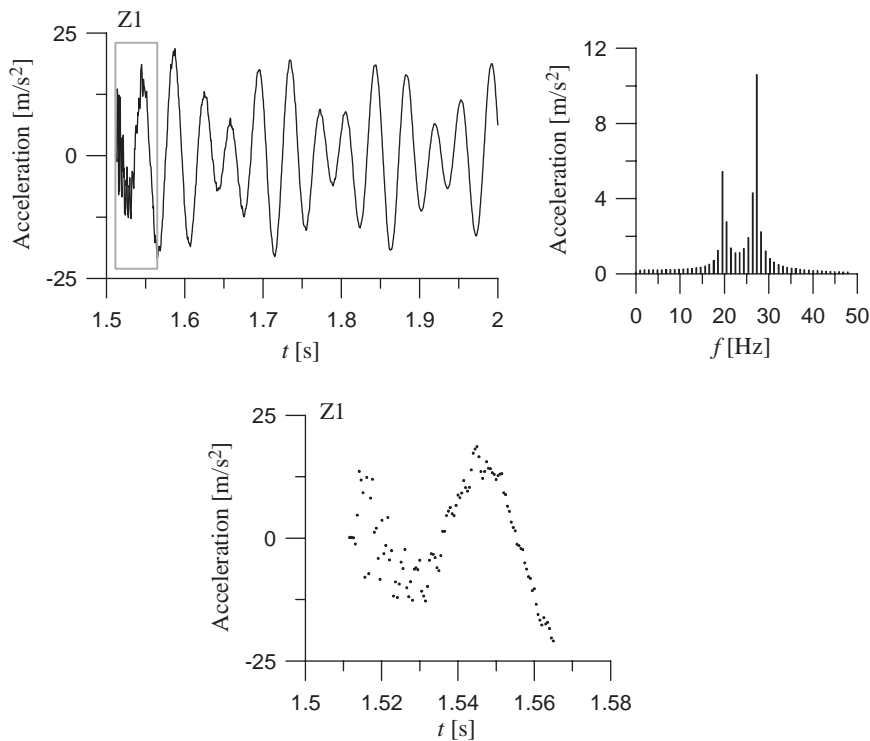 Z1
Acceleration [m/s²]
25
0
-25
1.5 1.6 1.7 1.8 1.9 2
t [s]
Acceleration [m/s²]
12
8
4
0
0 10 20 30 40 50
f [Hz]
Z1
Acceleration [m/s²]
25
0
-25
1.5 1.52 1.54 1.56 1.58
t [s]